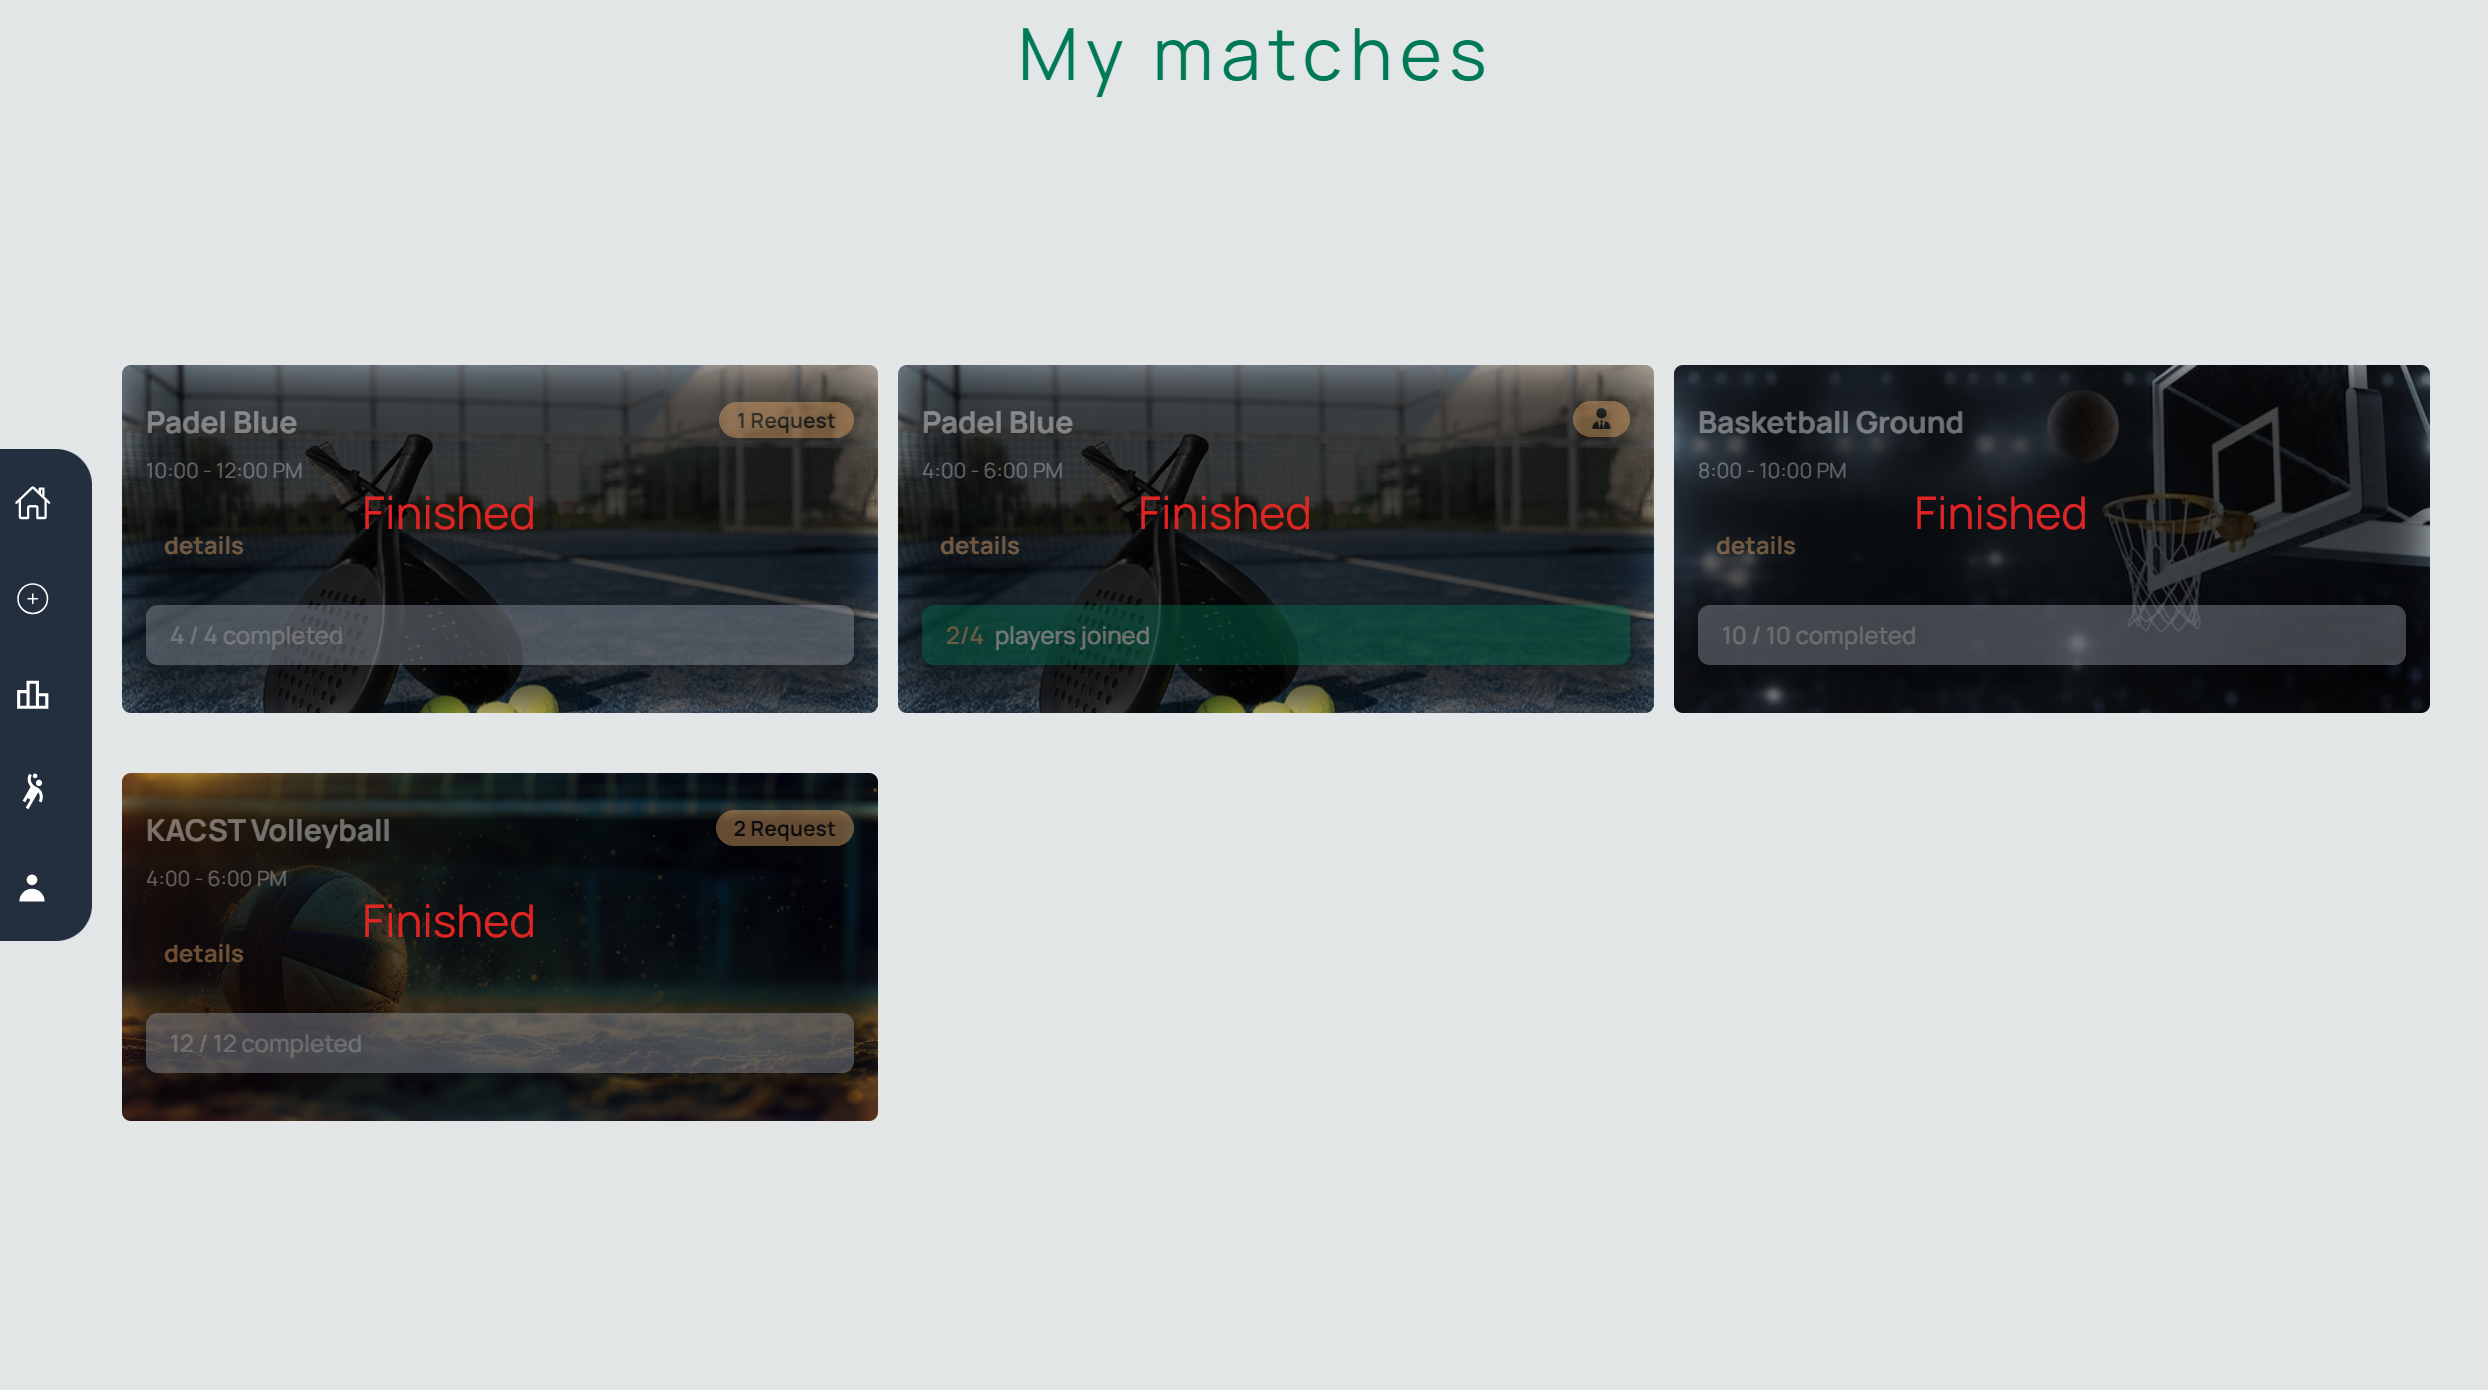 My matches
Padel Blue
1 Request
10:00 - 12:00 PM
Finished
details
4 / 4 completed
Padel Blue
4:00 - 6:00 PM
Finished
details
2/4 players joined
Basketball Ground
8:00 - 10:00 PM
Finished
details
10 / 10 completed
KACST Volleyball
2 Request
4:00 - 6:00 PM
Finished
details
12 / 12 completed